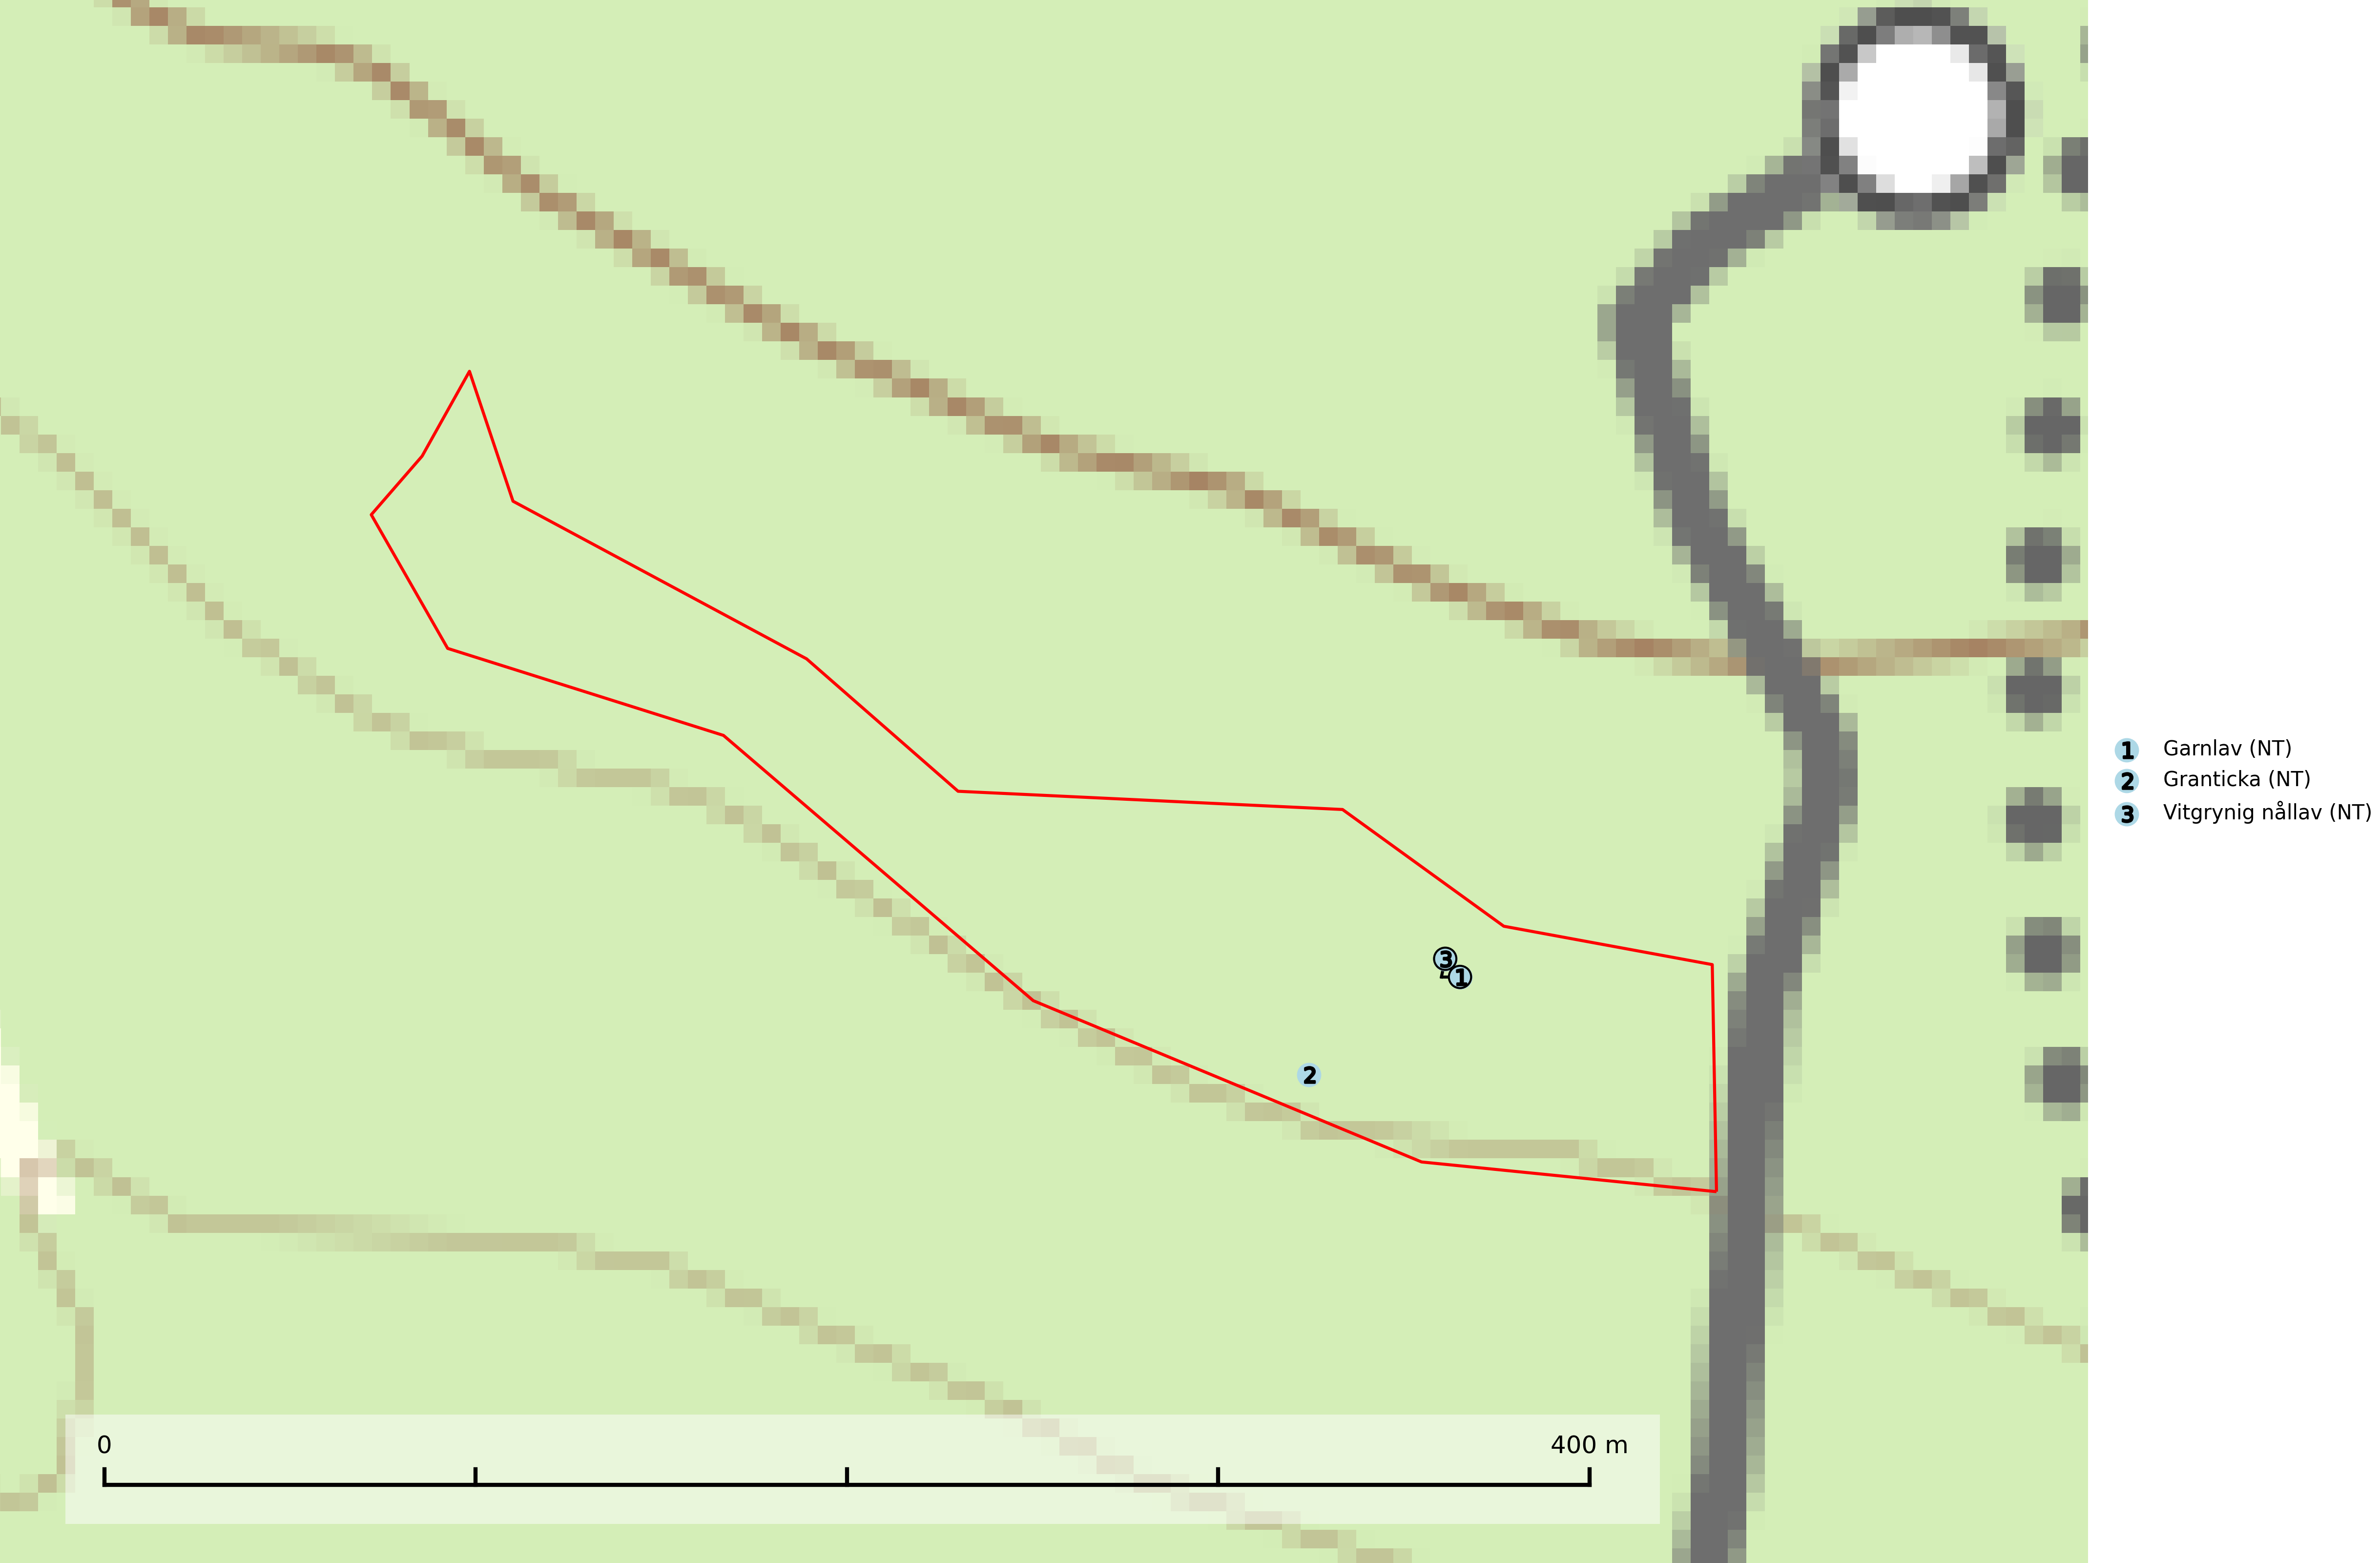 3
1
2
1 Garnlav (NT)
2 Granticka (NT)
3 Vitgrynig nållav (NT)
0 400 m